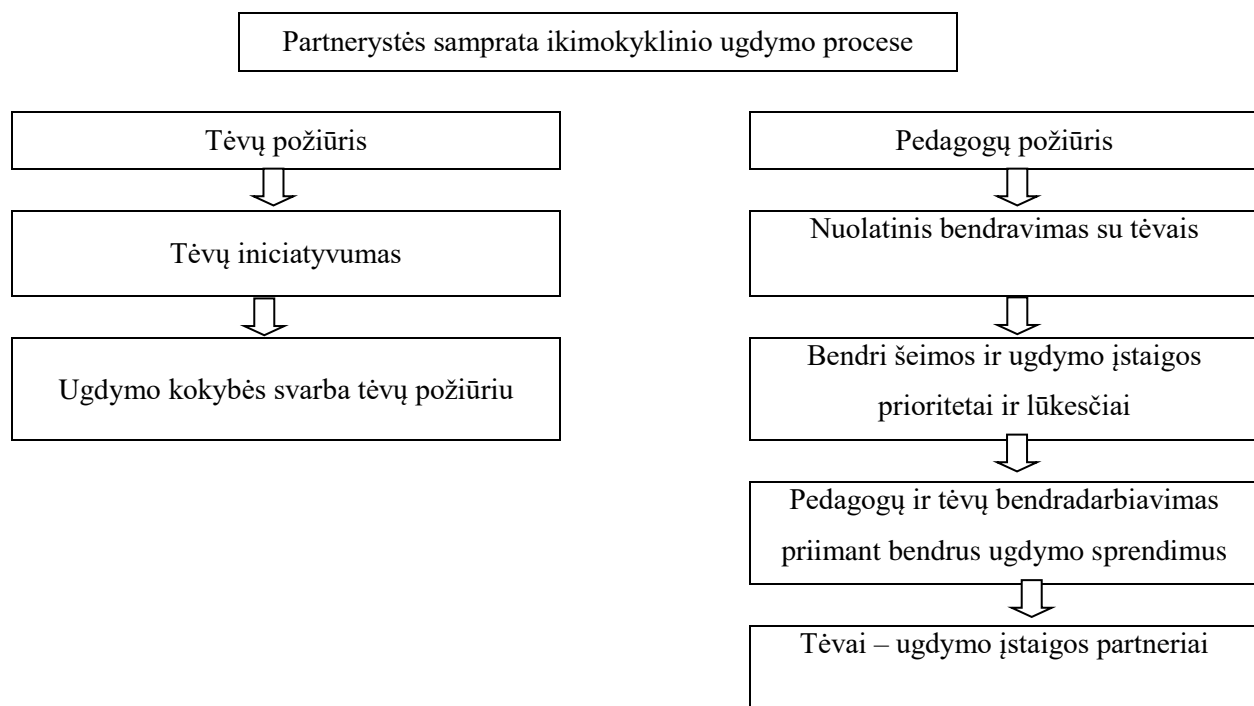 Partnerystės samprata ikimokyklinio ugdymo procese
Tėvų požiūris
Tėvų iniciatyvumas
Ugdymo kokybės svarba tėvų požiūriu
Pedagogų požiūris
Nuolatinis bendravimas su tėvais
Bendri šeimos ir ugdymo įstaigos
prioritetai ir lūkesčiai
Pedagogų ir tėvų bendradarbiavimas
priimant bendrus ugdymo sprendimus
Tėvai – ugdymo įstaigos partneriai